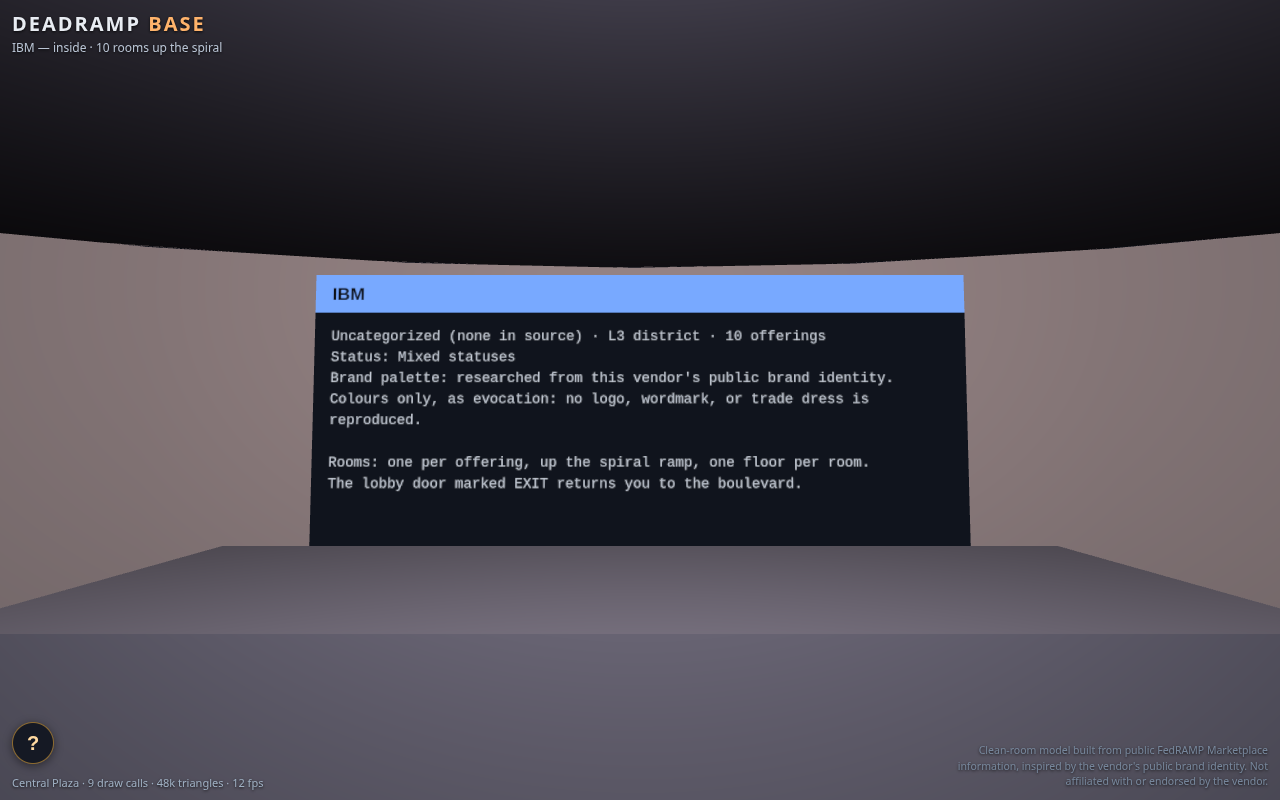 DEADRAMP BASE
IBM — inside · 10 rooms up the spiral
IBM
Uncategorized (none in source) · L3 district · 10 offerings
Status: Mixed statuses
Brand palette: researched from this vendor's public brand identity.
Colours only, as evocation: no logo, wordmark, or trade dress is
reproduced.
Rooms: one per offering, up the spiral ramp, one floor per room.
The lobby door marked EXIT returns you to the boulevard.
?
Clean-room model built from public FedRAMP Marketplace
information, inspired by the vendor's public brand identity. Not
affiliated with or endorsed by the vendor.
Central Plaza · 9 draw calls · 48k triangles · 12 fps